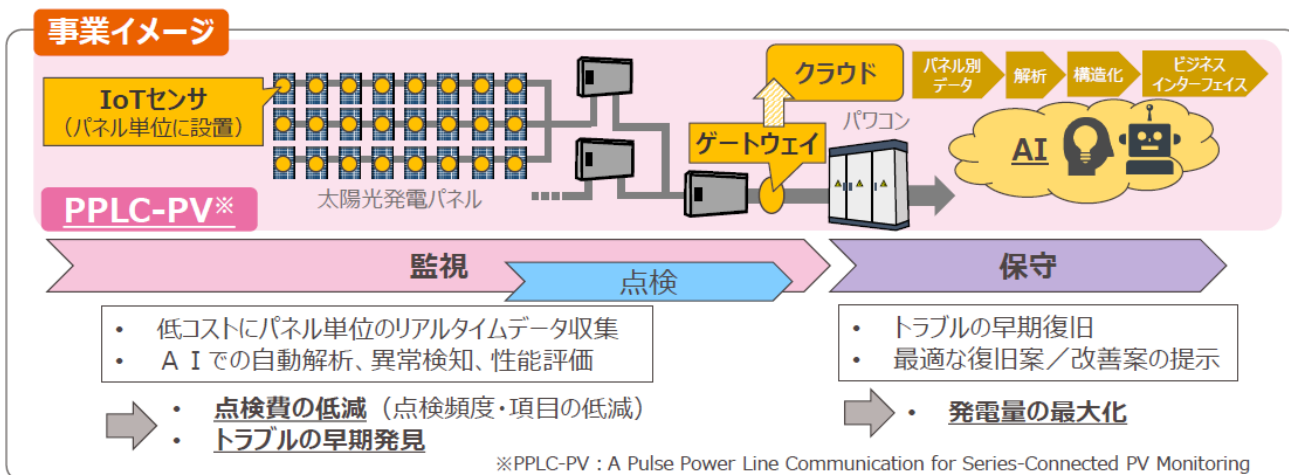 事業イメージ
IoTセンサ
（パネル単位に設置）
太陽光発電パネル
PPLC-PV※
クラウド
ゲートウェイ
パワコン
パネル別
データ
解析
構造化
ビジネス
インターフェイス
AI
監視
点検
保守
• 低コストにパネル単位のリアルタイムデータ収集
• ＡＩでの自動解析、異常検知、性能評価
• 点検費の低減（点検頻度・項目の低減）
• トラブルの早期発見
• トラブルの早期復旧
• 最適な復旧案／改善案の提示
• 発電量の最大化
※PPLC-PV : A Pulse Power Line Communication for Series-Connected PV Monitoring